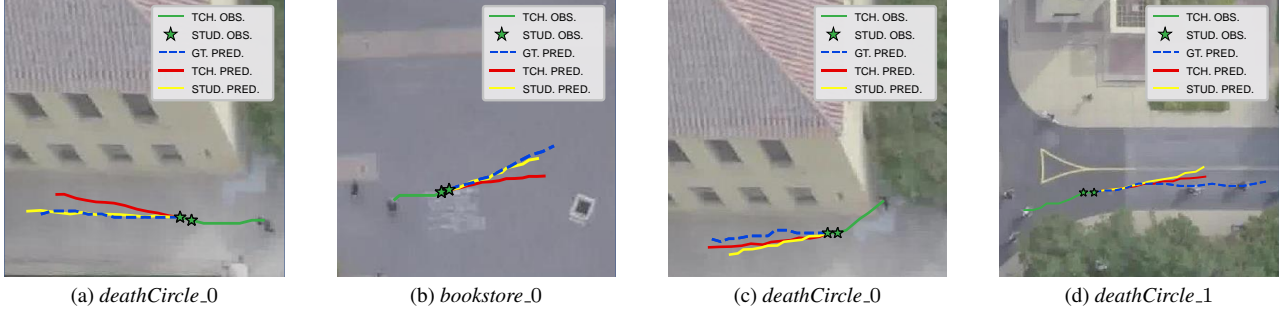 TCH. OBS.
STUD. OBS.
GT. PRED.
TCH. PRED.
STUD. PRED.
TCH. OBS.
STUD. OBS.
GT. PRED.
TCH. PRED.
STUD. PRED.
TCH. OBS.
STUD. OBS.
GT. PRED.
TCH. PRED.
STUD. PRED.
TCH. OBS.
STUD. OBS.
GT. PRED.
TCH. PRED.
STUD. PRED.
(a) deathCircle_0
(b) bookstore_0
(c) deathCircle_0
(d) deathCircle_1